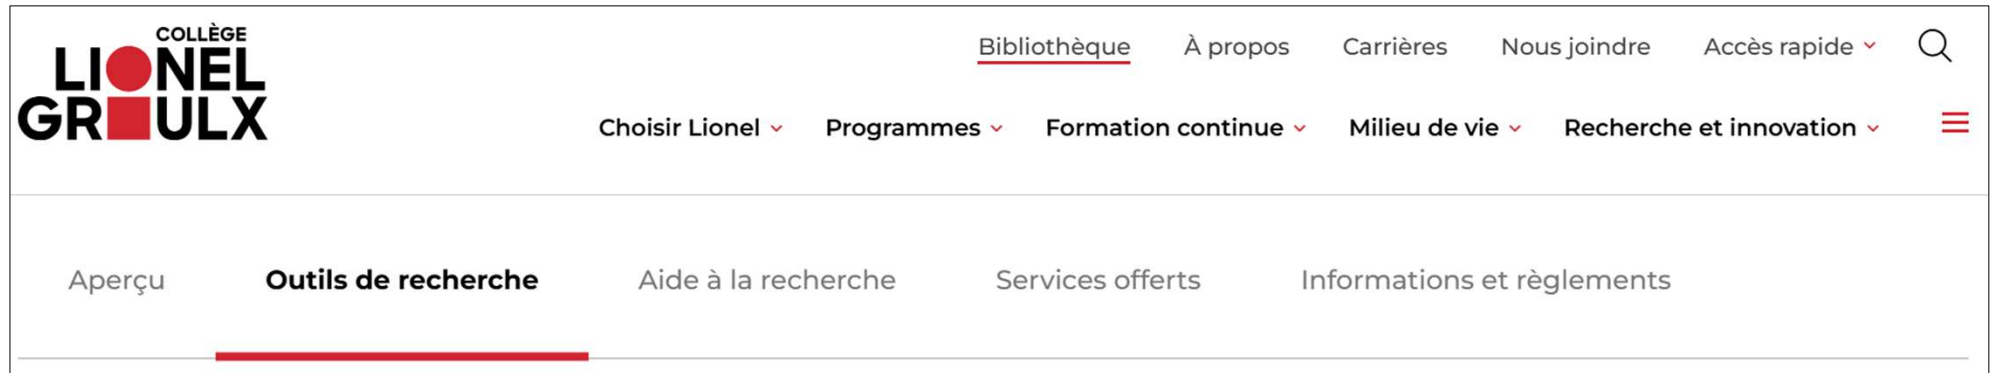 COLLÈGE
LIONEL
GROULX
Bibliothèque À propos Carrières Nous joindre Accès rapide
Choisir Lionel Programmes Formation continue Milieu de vie Recherche et innovation
Aperçu Outils de recherche Aide à la recherche Services offerts Informations et règlements